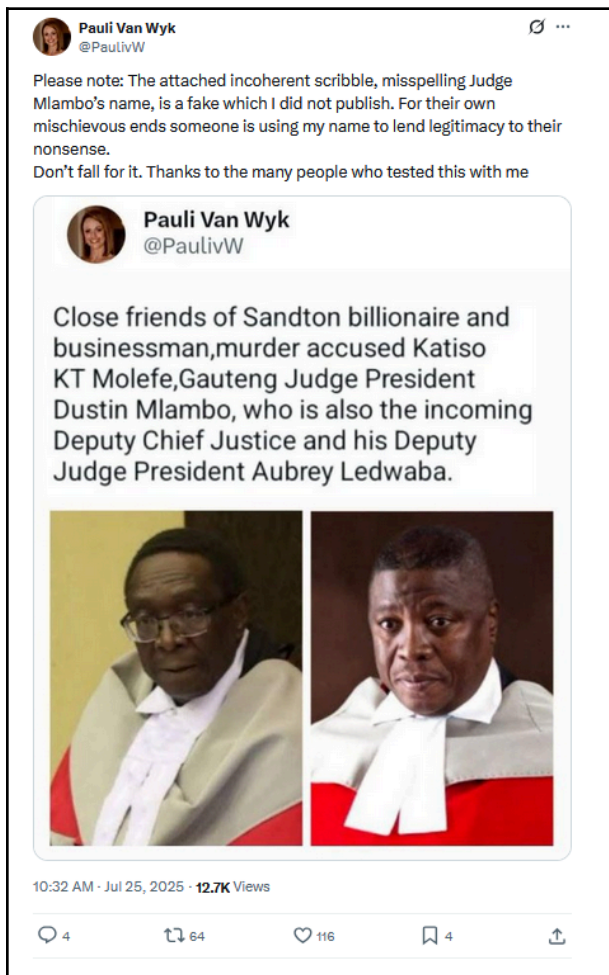 Pauli Van Wyk
@PaulivW
Please note: The attached incoherent scribble, misspelling Judge
Mlambo’s name, is a fake which I did not publish. For their own
mischievous ends someone is using my name to lend legitimacy to their
nonsense.
Don’t fall for it. Thanks to the many people who tested this with me
Pauli Van Wyk
@PaulivW
Close friends of Sandton billionaire and
businessman,murder accused Katiso
KT Molefe,Gauteng Judge President
Dustin Mlambo, who is also the incoming
Deputy Chief Justice and his Deputy
Judge President Aubrey Ledwaba.
10:32 AM · Jul 25, 2025 · 12.7K Views
4 64 116 4